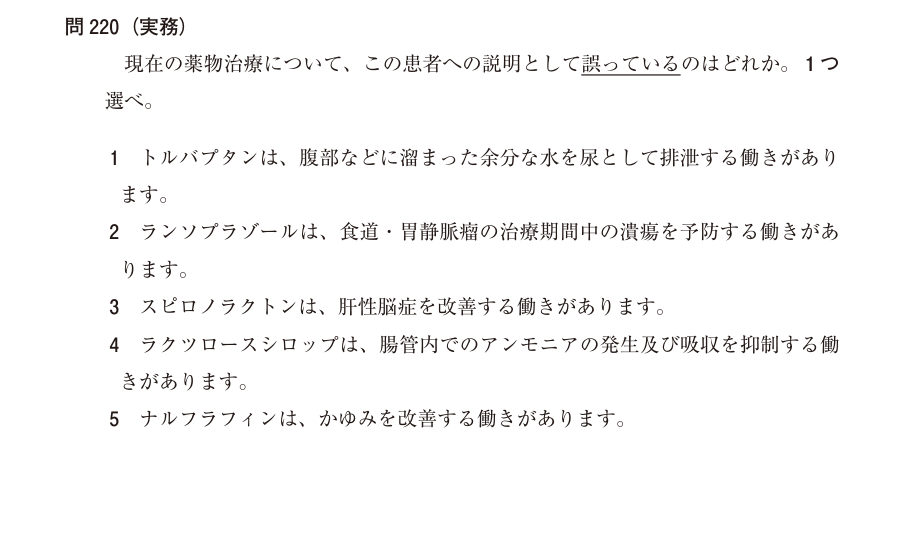 問 220（実務）
現在の薬物治療について、この患者への説明として誤っているのはどれか。1つ
選べ。
1 トルバプタンは、腹部などに溜まった余分な水を尿として排泄する働きがあり
ます。
2 ランソプラゾールは、食道・胃静脈瘤の治療期間中の潰瘍を予防する働きがあ
ります。
3 スピロノラクトンは、肝性脳症を改善する働きがあります。
4 ラクツロースシロップは、腸管内でのアンモニアの発生及び吸収を抑制する働
きがあります。
5 ナルフラフィンは、かゆみを改善する働きがあります。